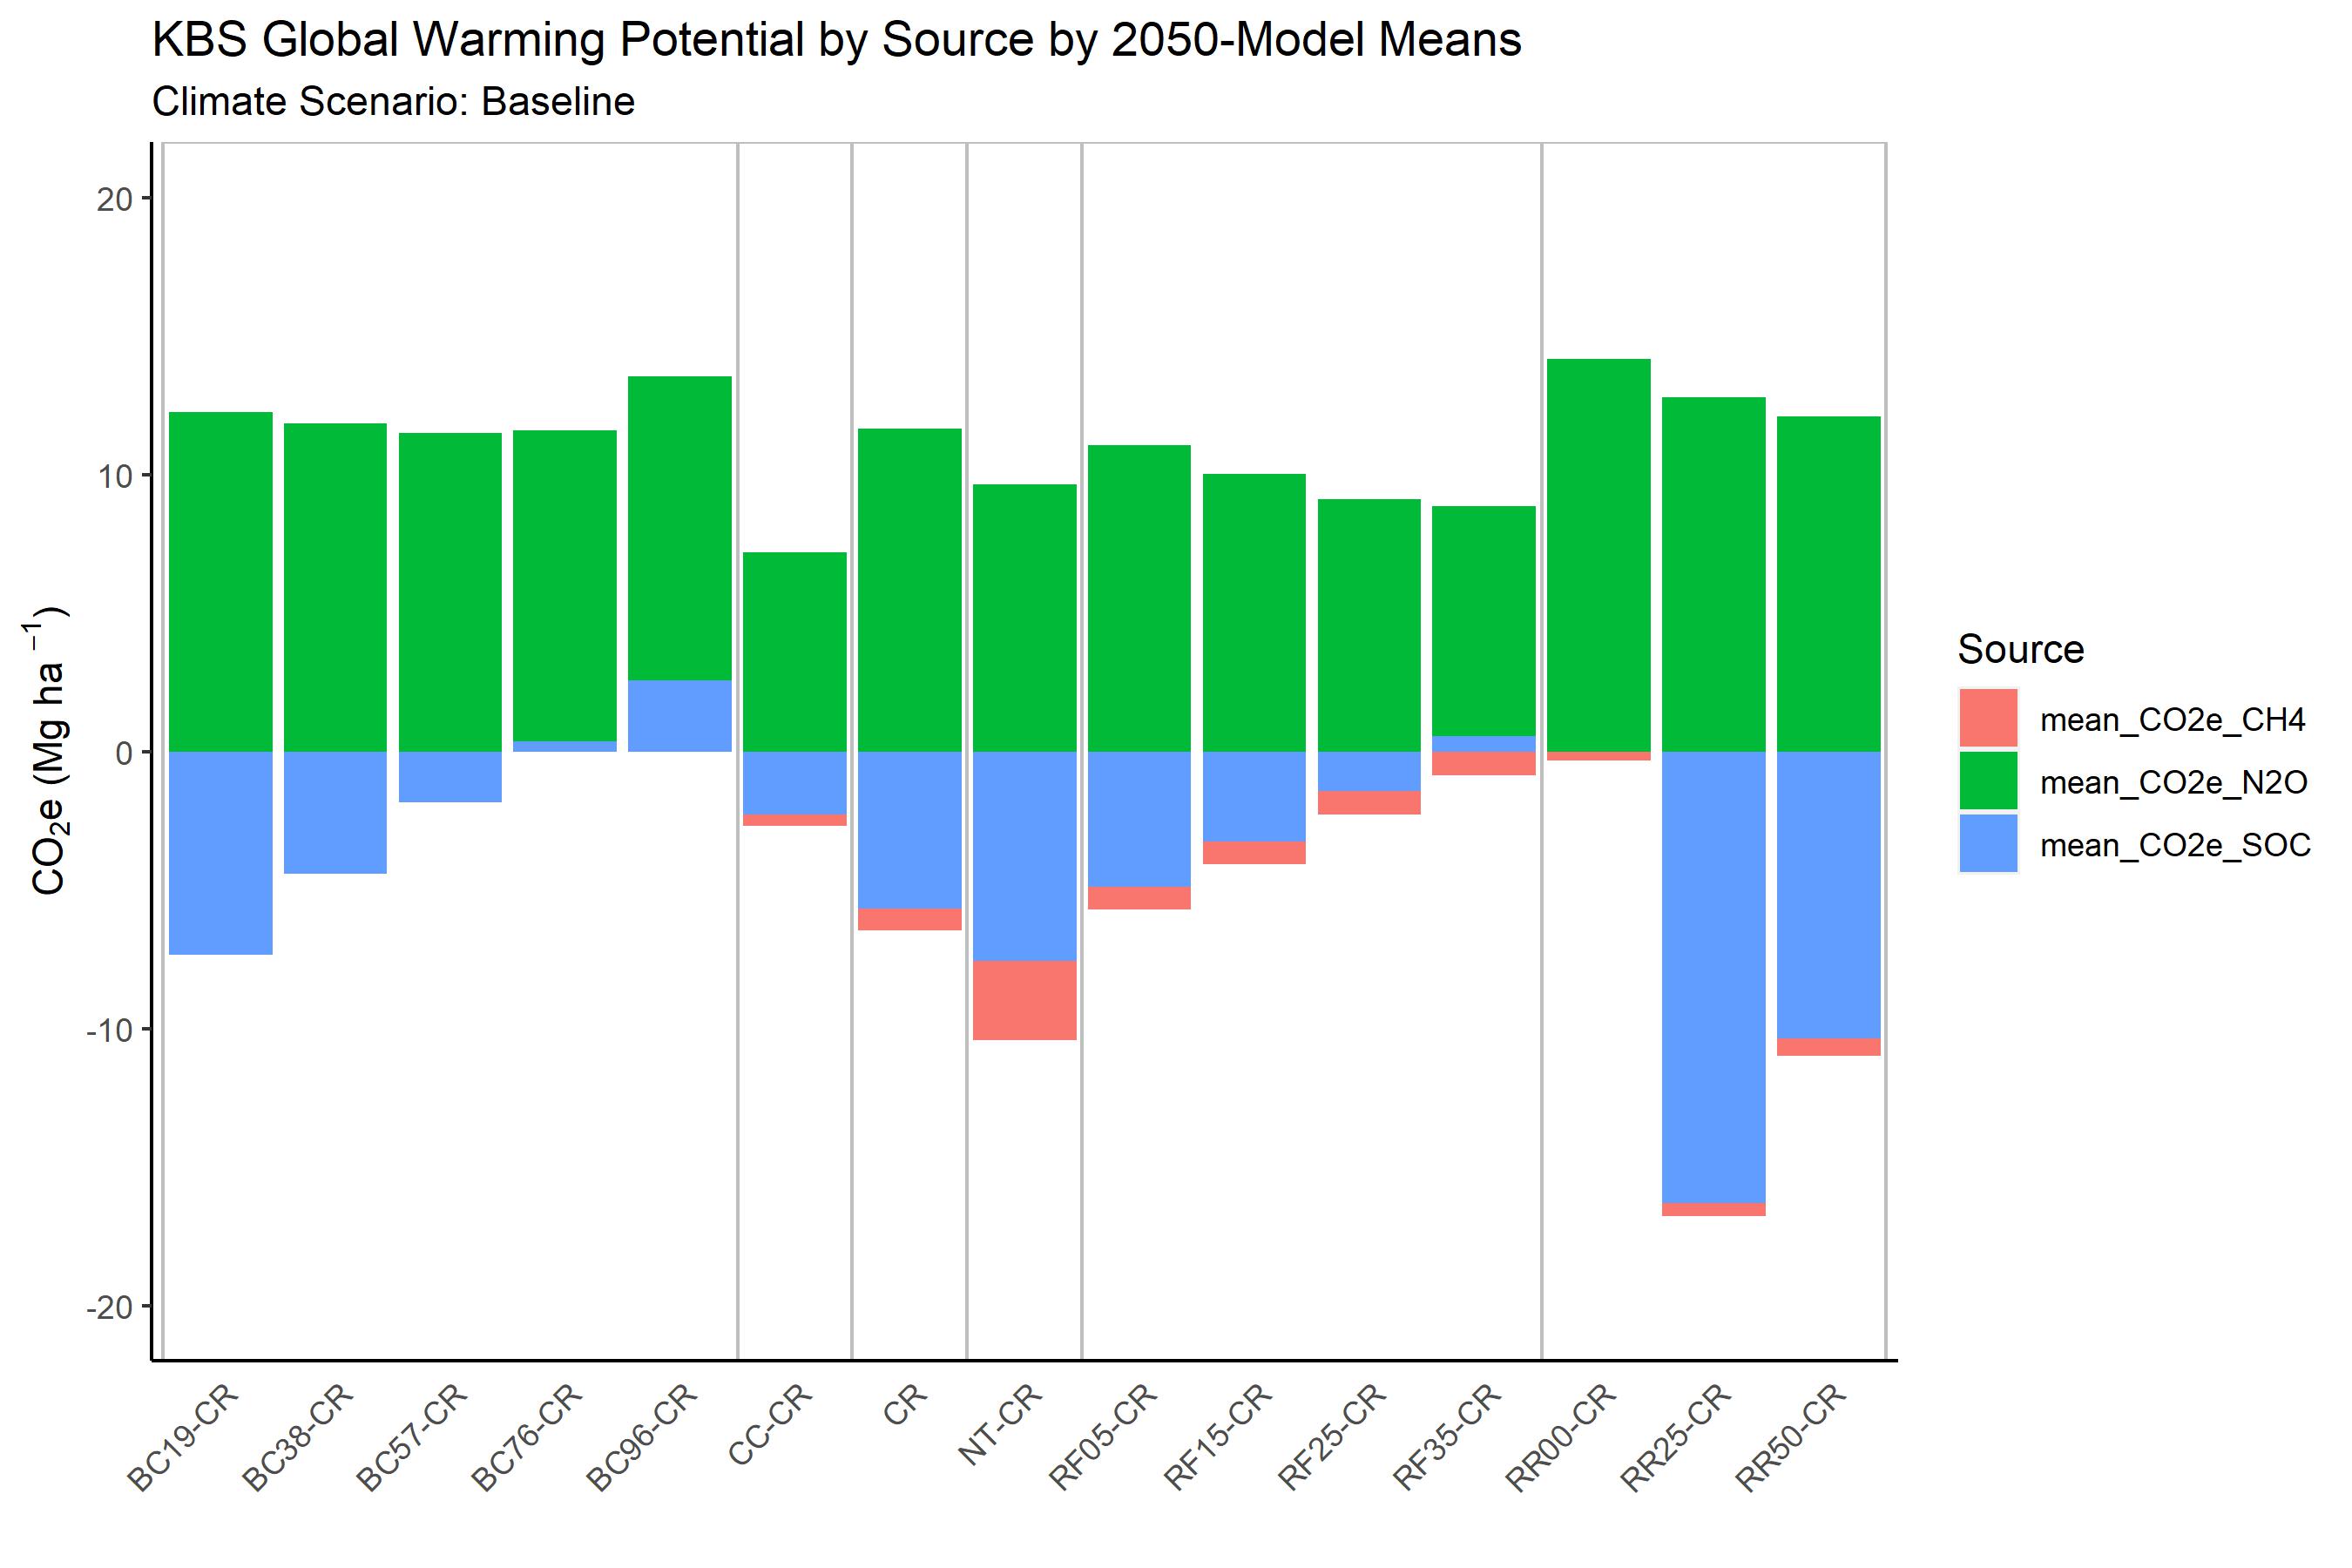 KBS Global Warming Potential by Source by 2050-Model Means
Climate Scenario: Baseline
20
10
0
-10
-20
CO2e (Mg ha −1)
BC19-CR
BC38-CR
BC57-CR
BC76-CR
BC96-CR
CC-CR
CR
NT-CR
RF05-CR
RF15-CR
RF25-CR
RF35-CR
RR00-CR
RR25-CR
RR50-CR
Source
mean_CO2e_CH4
mean_CO2e_N2O
mean_CO2e_SOC